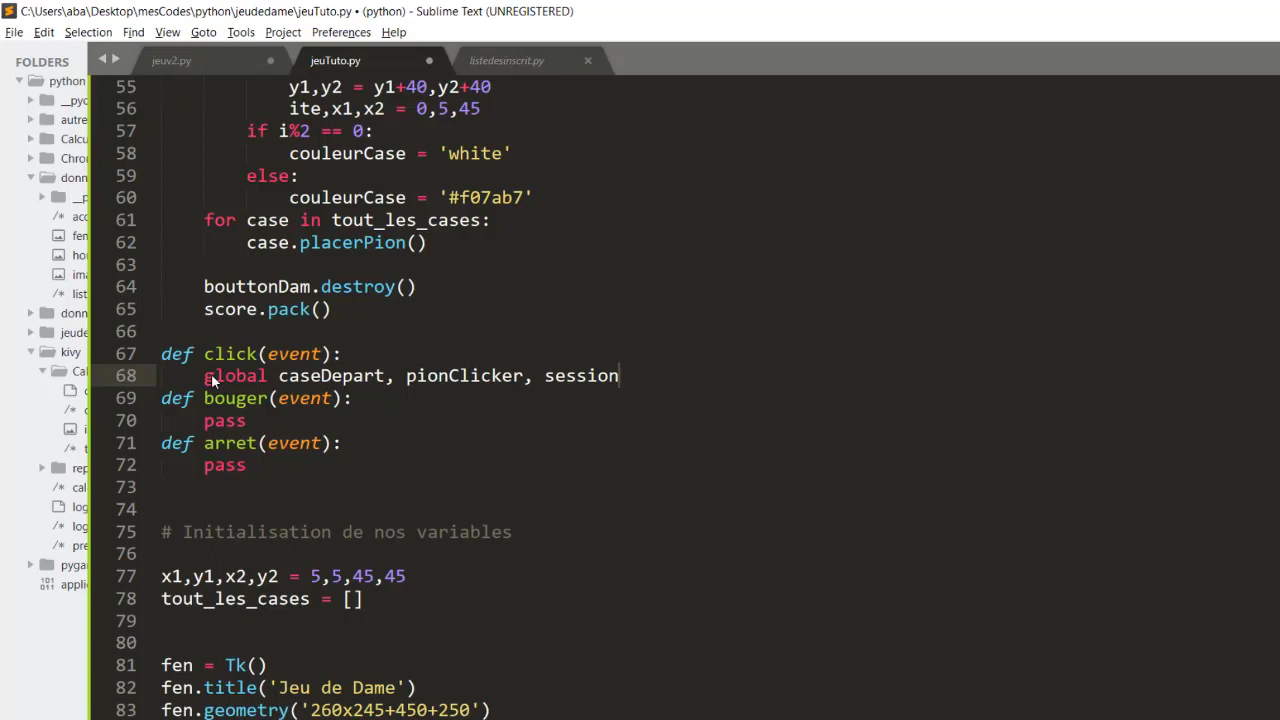 C:\Users\aba\Desktop\mesCodes\python\jeudedame\jeuTuto.py • (python) - Sublime Text (UNREGISTERED)
File Edit Selection Find View Goto Tools Project Preferences Help
FOLDERS
jeuv2.py jeuTuto.py listedesinscrit.py
python
__pyc
autre
Calcu
Chro
donn
__p
acc
fen
hor
ima
list
donn
jeude
kivy
Cal
rep
cal
log
log
pre
pyga
applic
55 y1,y2 = y1+40,y2+40
56 ite,x1,x2 = 0,5,45
57 if i%2 == 0:
58 couleurCase = 'white'
59 else:
60 couleurCase = '#f07ab7'
61 for case in tout_les_cases:
62 case.placerPion()
63
64 bouttonDam.destroy()
65 score.pack()
66
67 def click(event):
68 global caseDepart, pionClicker, session
69 def bouger(event):
70 pass
71 def arret(event):
72 pass
73
74
75 # Initialisation de nos variables
76
77 x1,y1,x2,y2 = 5,5,45,45
78 tout_les_cases = []
79
80
81 fen = Tk()
82 fen.title('Jeu de Dame')
83 fen.geometry('260x245+450+250')